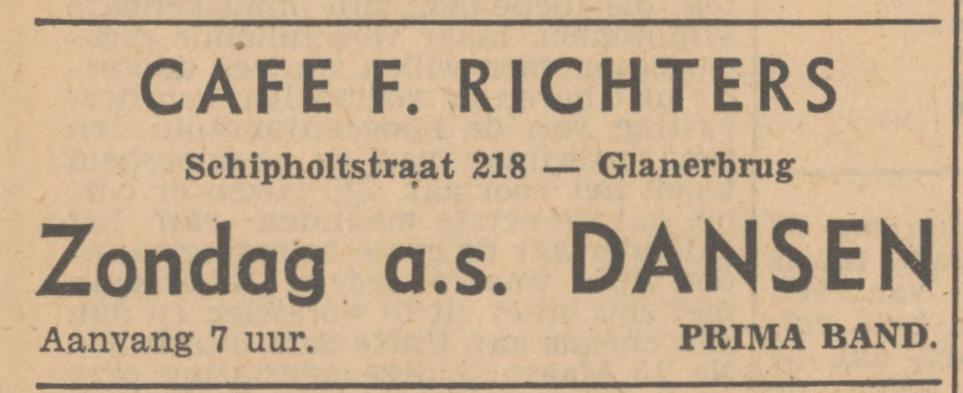 CAFE F. RICHTERS
Schipholtstraat 218 — Glanerbrug
Zondag a.s. DANSEN
Aanvang 7 uur. PRIMA BAND.